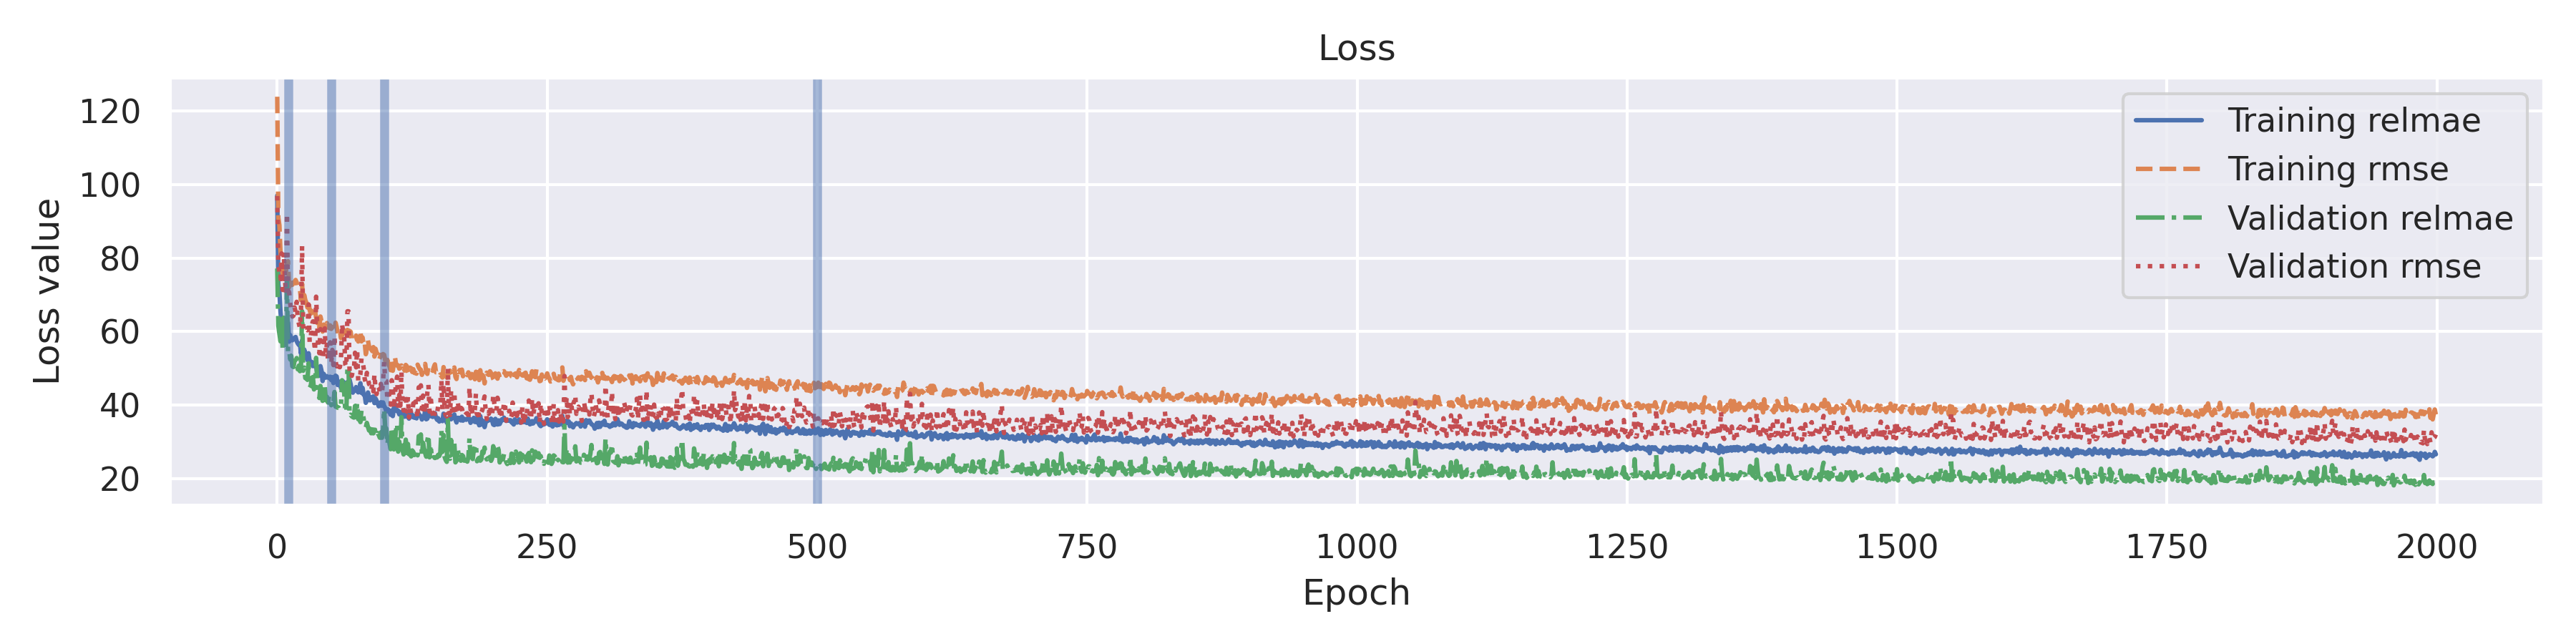 Loss
120
100
80
60
40
20
Loss value
Training relmae
Training rmse
Validation relmae
Validation rmse
0 250 500 750 1000 1250 1500 1750 2000
Epoch